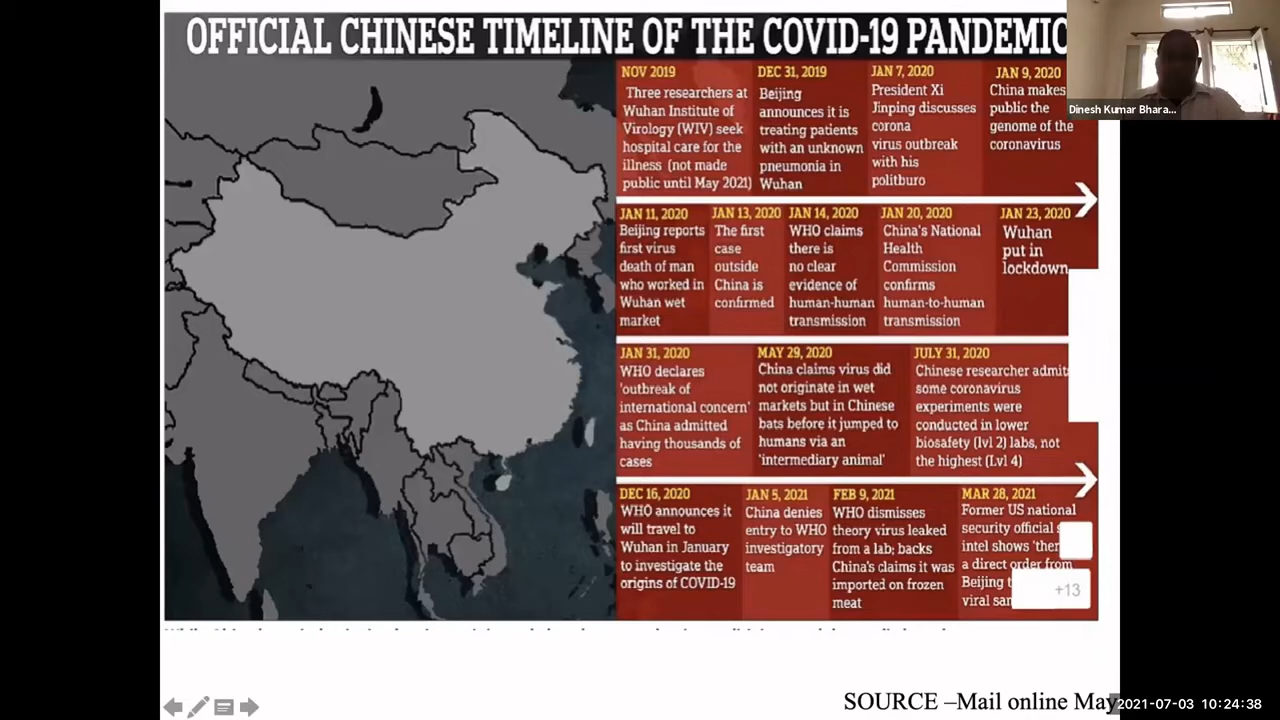 OFFICIAL CHINESE TIMELINE OF THE COVID-19 PANDEMIC
Dinesh Kumar Bhara...
NOV 2019
Three researchers at
Wuhan Institute of
Virology (WIV) seek
hospital care for the
illness (not made
public until May 2021)
DEC 31, 2019
Beijing
announces it is
treating patients
with an unknown
pneumonia in
Wuhan
JAN 7, 2020
President Xi
Jinping discusses
corona
virus outbreak
with his
politburo
JAN 9, 2020
China makes
public the
genome of the
coronavirus
JAN 11, 2020
Beijing reports
first virus
death of man
who worked in
Wuhan wet
market
JAN 13, 2020
The first
case
outside
China is
confirmed
JAN 14, 2020
WHO claims
there is
no clear
evidence of
human-human
transmission
JAN 20, 2020
China's National
Health
Commission
confirms
human-to-human
transmission
JAN 23, 2020
Wuhan
put in
lockdown
JAN 31, 2020
WHO declares
'outbreak of
international concern'
as China admitted
having thousands of
cases
MAY 29, 2020
China claims virus did
not originate in wet
markets but in Chinese
bats before it jumped to
humans via an
'intermediary animal'
JULY 31, 2020
Chinese researcher admits
some coronavirus
experiments were
conducted in lower
biosafety (lvl 2) labs, not
the highest (Lvl 4)
DEC 16, 2020
WHO announces it
will travel to
Wuhan in January
to investigate the
origins of COVID-19
JAN 5, 2021
China denies
entry to WHO
investigatory
team
FEB 9, 2021
WHO dismisses
theory virus leaked
from a lab; backs
China's claims it was
imported on frozen
meat
MAR 28, 2021
Former US national
security official
intel shows
a direct order from
Beijing
viral
+13
SOURCE –Mail online May
2021-07-03 10:24:38